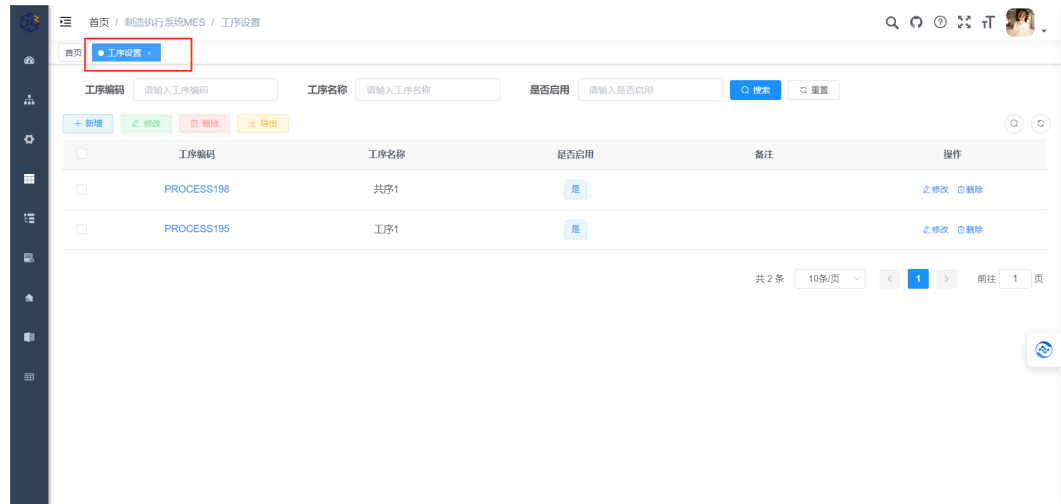 首页 / 制造执行系统MES / 工序设置
首页 工序设置 ×
工序编码 请输入工序编码 工序名称 请输入工序名称 是否启用 请输入是否启用 搜索 重置
+ 新增 修改 删除 导出
工序编码 工序名称 是否启用 备注 操作
PROCESS198 共序1 是 修改 删除
PROCESS195 工序1 是 修改 删除
共 2 条 10条/页 < 1 > 前往 1 页